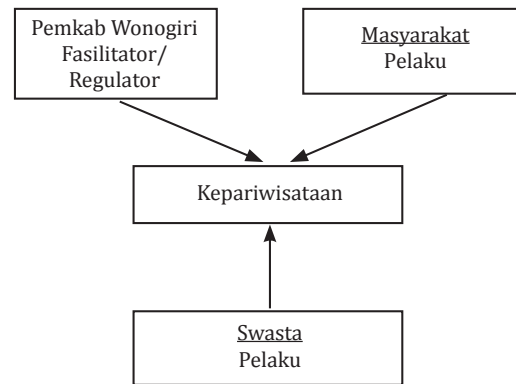 Pemkab Wonogiri
Fasilitator/
Regulator
Masyarakat
Pelaku
Kepariwisataan
Swasta
Pelaku